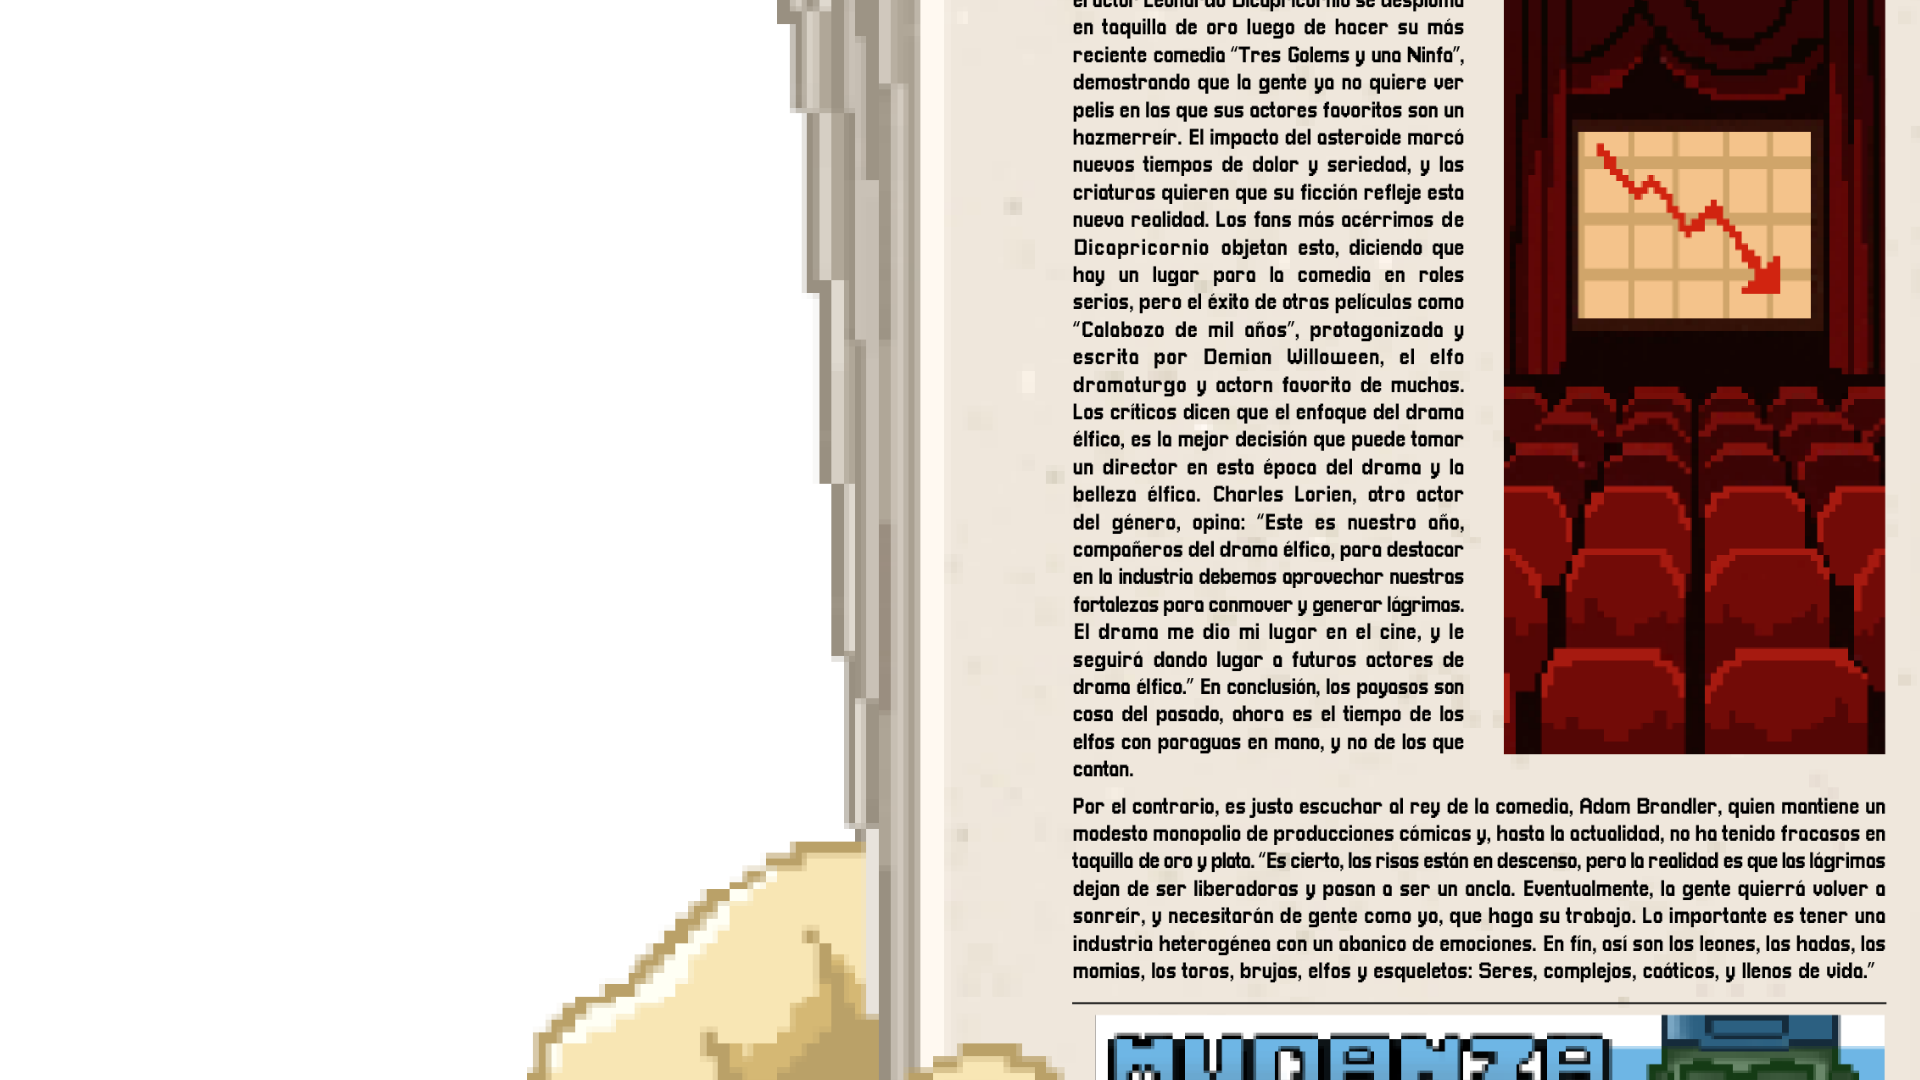 el actor Leonardo Dicapricornio se desploma
en taquilla de oro luego de hacer su más
reciente comedia “Tres Golems y una Ninfa”,
demostrando que la gente ya no quiere ver
pelis en las que sus actores favoritos son un
hazmerreír. El impacto del asteroide marcó
nuevos tiempos de dolor y seriedad, y las
criaturas quieren que su ficción refleje esta
nueva realidad. Los fans más acérrimos de
Dicapricornio objetan esto, diciendo que
hay un lugar para la comedia en roles
serios, pero el éxito de otras películas como
“Calabozo de mil años”, protagonizada y
escrita por Demian Willoween, el elfo
dramaturgo y actorn favorito de muchos.
Los críticos dicen que el enfoque del drama
élfico, es la mejor decisión que puede tomar
un director en esta época del drama y la
belleza élfica. Charles Lorien, otro actor
del género, opina: “Este es nuestro año,
compañeros del drama élfico, para destacar
en la industria debemos aprovechar nuestras
fortalezas para conmover y generar lágrimas.
El drama me dio mi lugar en el cine, y le
seguirá dando lugar a futuros actores de
drama élfico.” En conclusión, los payasos son
cosa del pasado, ahora es el tiempo de los
elfos con paraguas en mano, y no de los que
cantan.
Por el contrario, es justo escuchar al rey de la comedia, Adam Brandler, quien mantiene un
modesto monopolio de producciones cómicas y, hasta la actualidad, no ha tenido fracasos en
taquilla de oro y plata. “Es cierto, las risas están en descenso, pero la realidad es que las lágrimas
dejan de ser liberadoras y pasan a ser un ancla. Eventualmente, la gente quierrá volver a
sonreír, y necesitarán de gente como yo, que haga su trabajo. Lo importante es tener una
industria heterogénea con un abanico de emociones. En fín, así son los leones, las hadas, las
momias, los toros, brujas, elfos y esqueletos: Seres, complejos, caóticos, y llenos de vida.”
MUDANZA